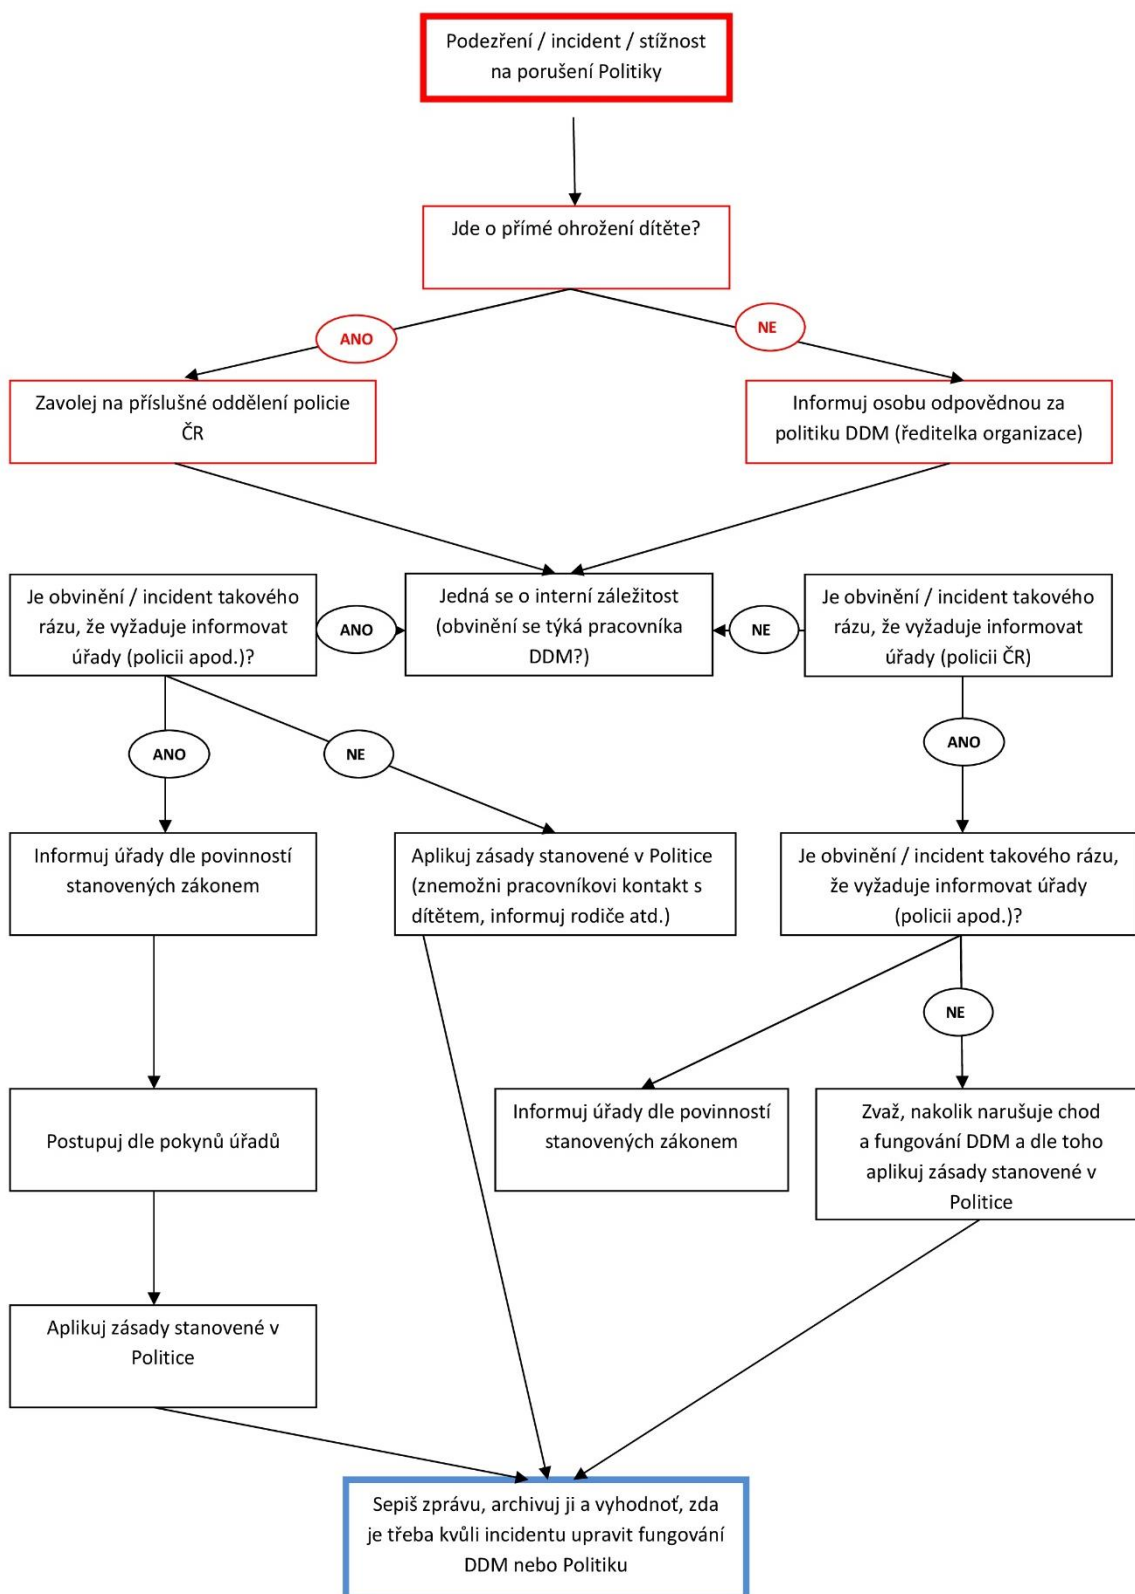 Podezření / incident / stížnost
na porušení Politiky
Jde o přímé ohrožení dítěte?
ANO
NE
Zavolej na příslušné oddělení policie
ČR
Informuj osobu odpovědnou za
politiku DDM (ředitelka organizace)
Je obvinění / incident takového
rázu, že vyžaduje informovat
úřady (policii apod.)?
ANO
Jedná se o interní záležitost
(obvinění se týká pracovníka
DDM?)
NE
Je obvinění / incident takového
rázu, že vyžaduje informovat
úřady (policii ČR)
ANO
NE
ANO
Informuj úřady dle povinností
stanovených zákonem
Aplikuj zásady stanovené v Politice
(znemožni pracovníkovi kontakt s
dítětem, informuj rodiče atd.)
Je obvinění / incident takového rázu,
že vyžaduje informovat úřady
(policii apod.)?
NE
Postupuj dle pokynů úřadů
Informuj úřady dle povinností
stanovených zákonem
Zvaž, nakolik narušuje chod
a fungování DDM a dle toho
aplikuj zásady stanovené v
Politice
Aplikuj zásady stanovené v
Politice
Sepiš zprávu, archivuj ji a vyhodnoť, zda
je třeba kvůli incidentu upravit fungování
DDM nebo Politiku